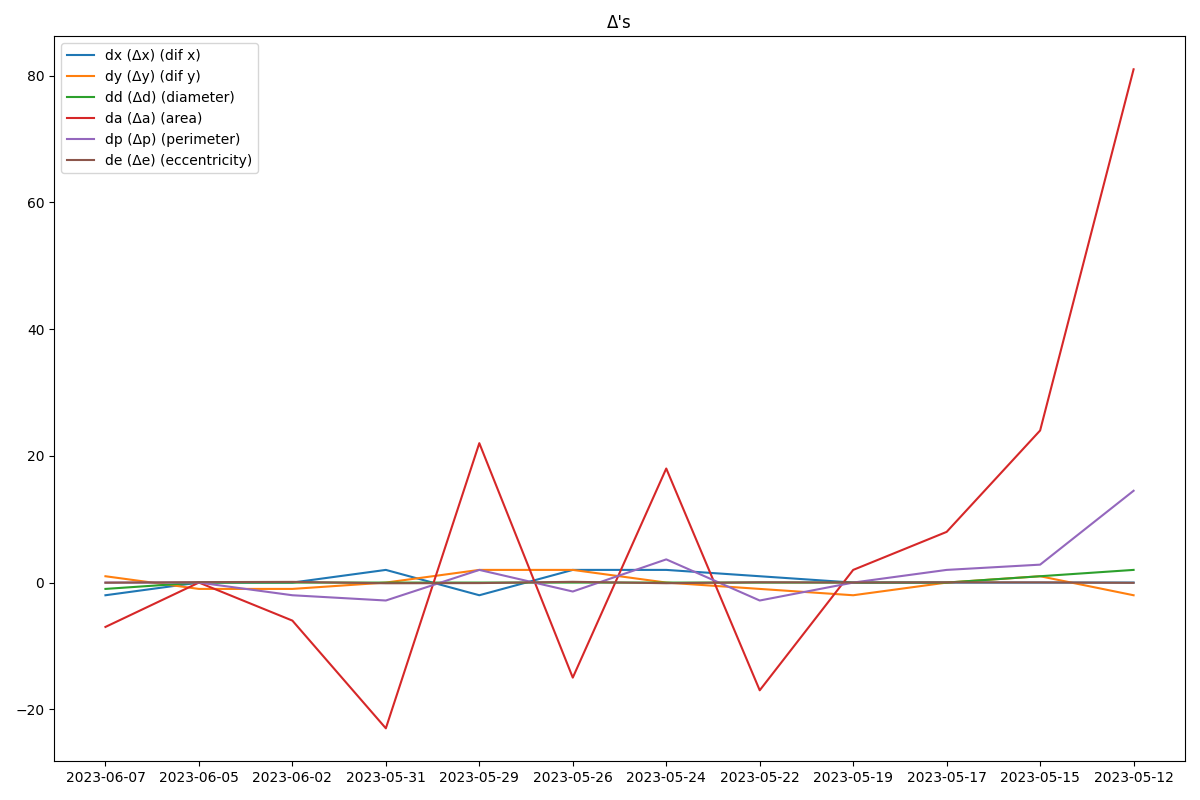 Δ's
dx (Δx) (dif x)
dy (Δy) (dif y)
dd (Δd) (diameter)
da (Δa) (area)
dp (Δp) (perimeter)
de (Δe) (eccentricity)
80
60
40
20
0
−20
2023-06-07 2023-06-05 2023-06-02 2023-05-31 2023-05-29 2023-05-26 2023-05-24 2023-05-22 2023-05-19 2023-05-17 2023-05-15 2023-05-12